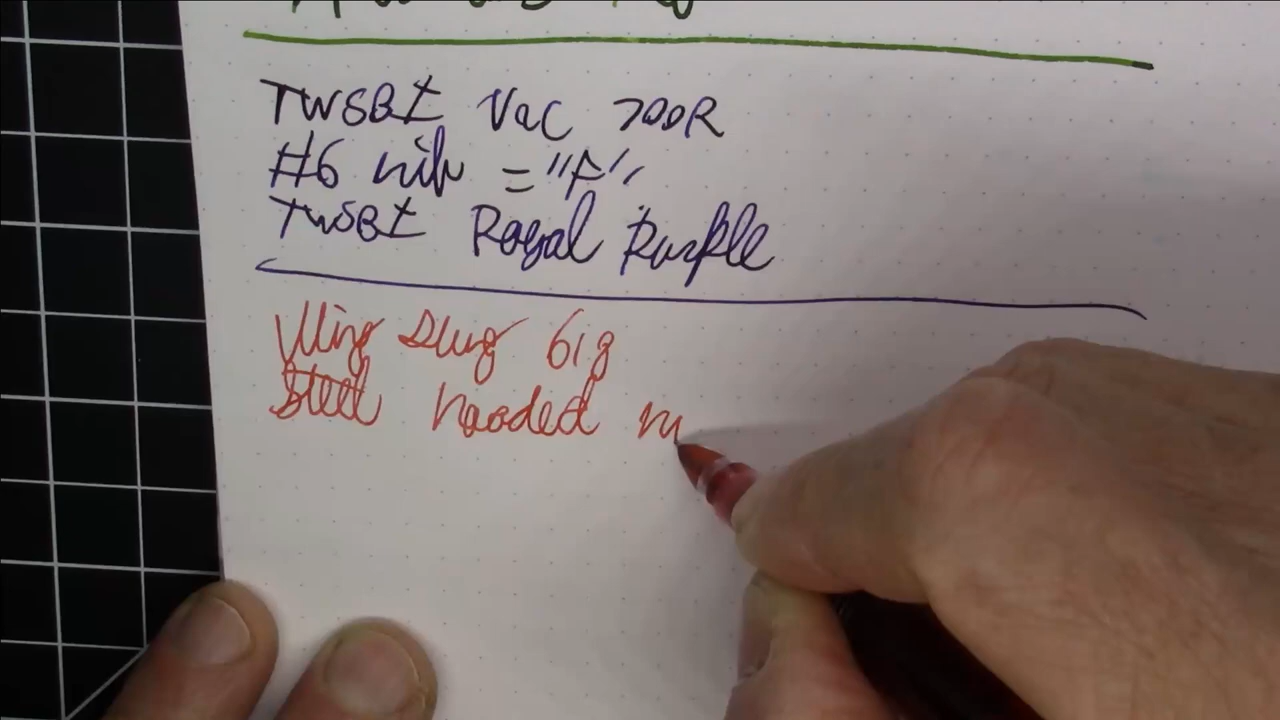 TWSBI Vac 700R
#6 nib = "F"
TWSBI Royal Purple
Wing Sung 618
Steel hooded